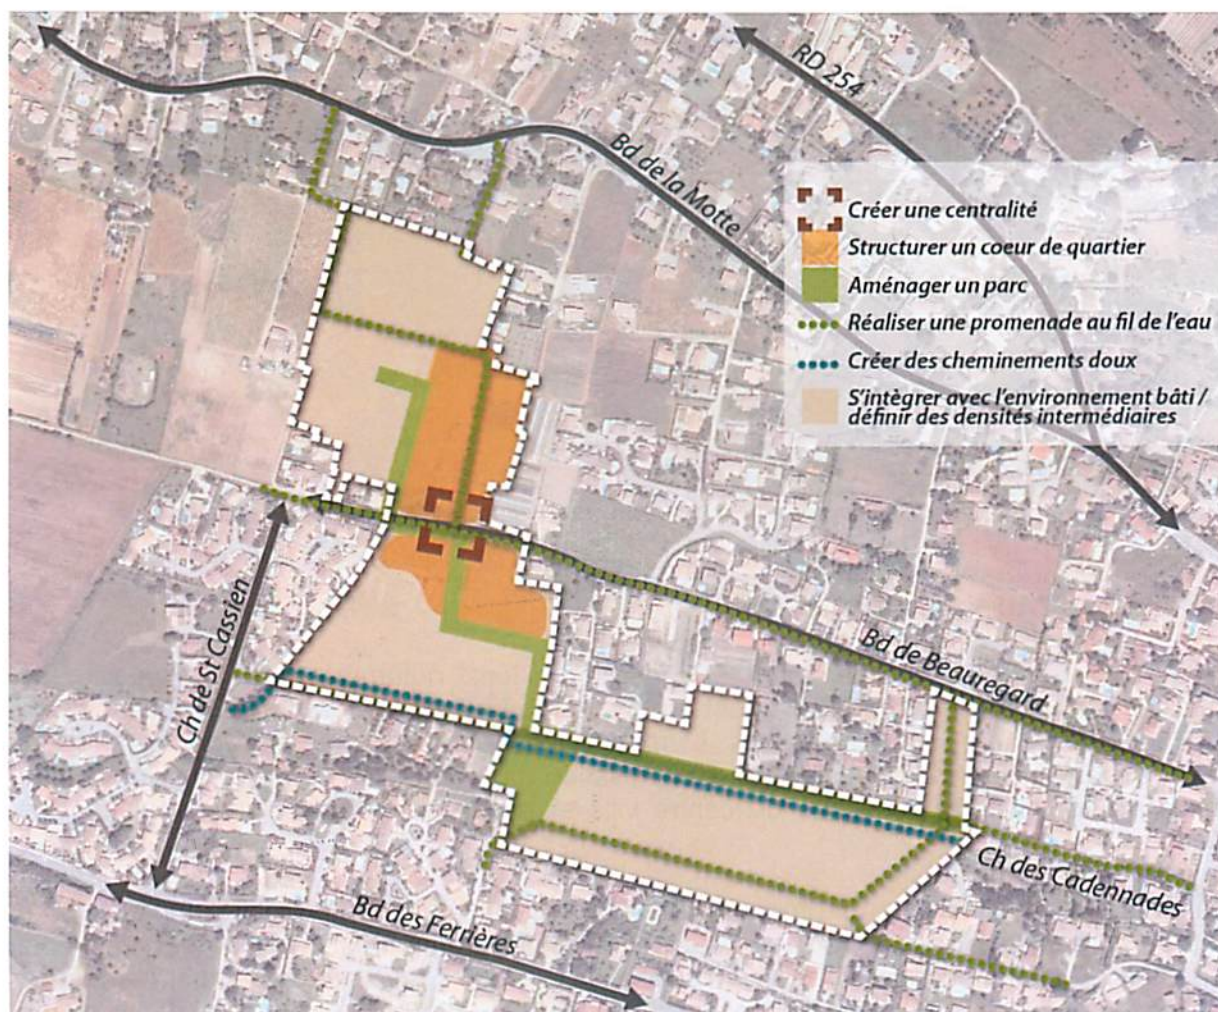 RD 254
Bd de la Motte
Créer une centralité
Structurer un coeur de quartier
Aménager un parc
Réaliser une promenade au fil de l'eau
Créer des cheminements doux
S'intégrer avec l'environnement bâti /
définir des densités intermédiaires
Ch de St Cassien
Bd de Beauregard
Ch des Cadennades
Bd des Ferrières